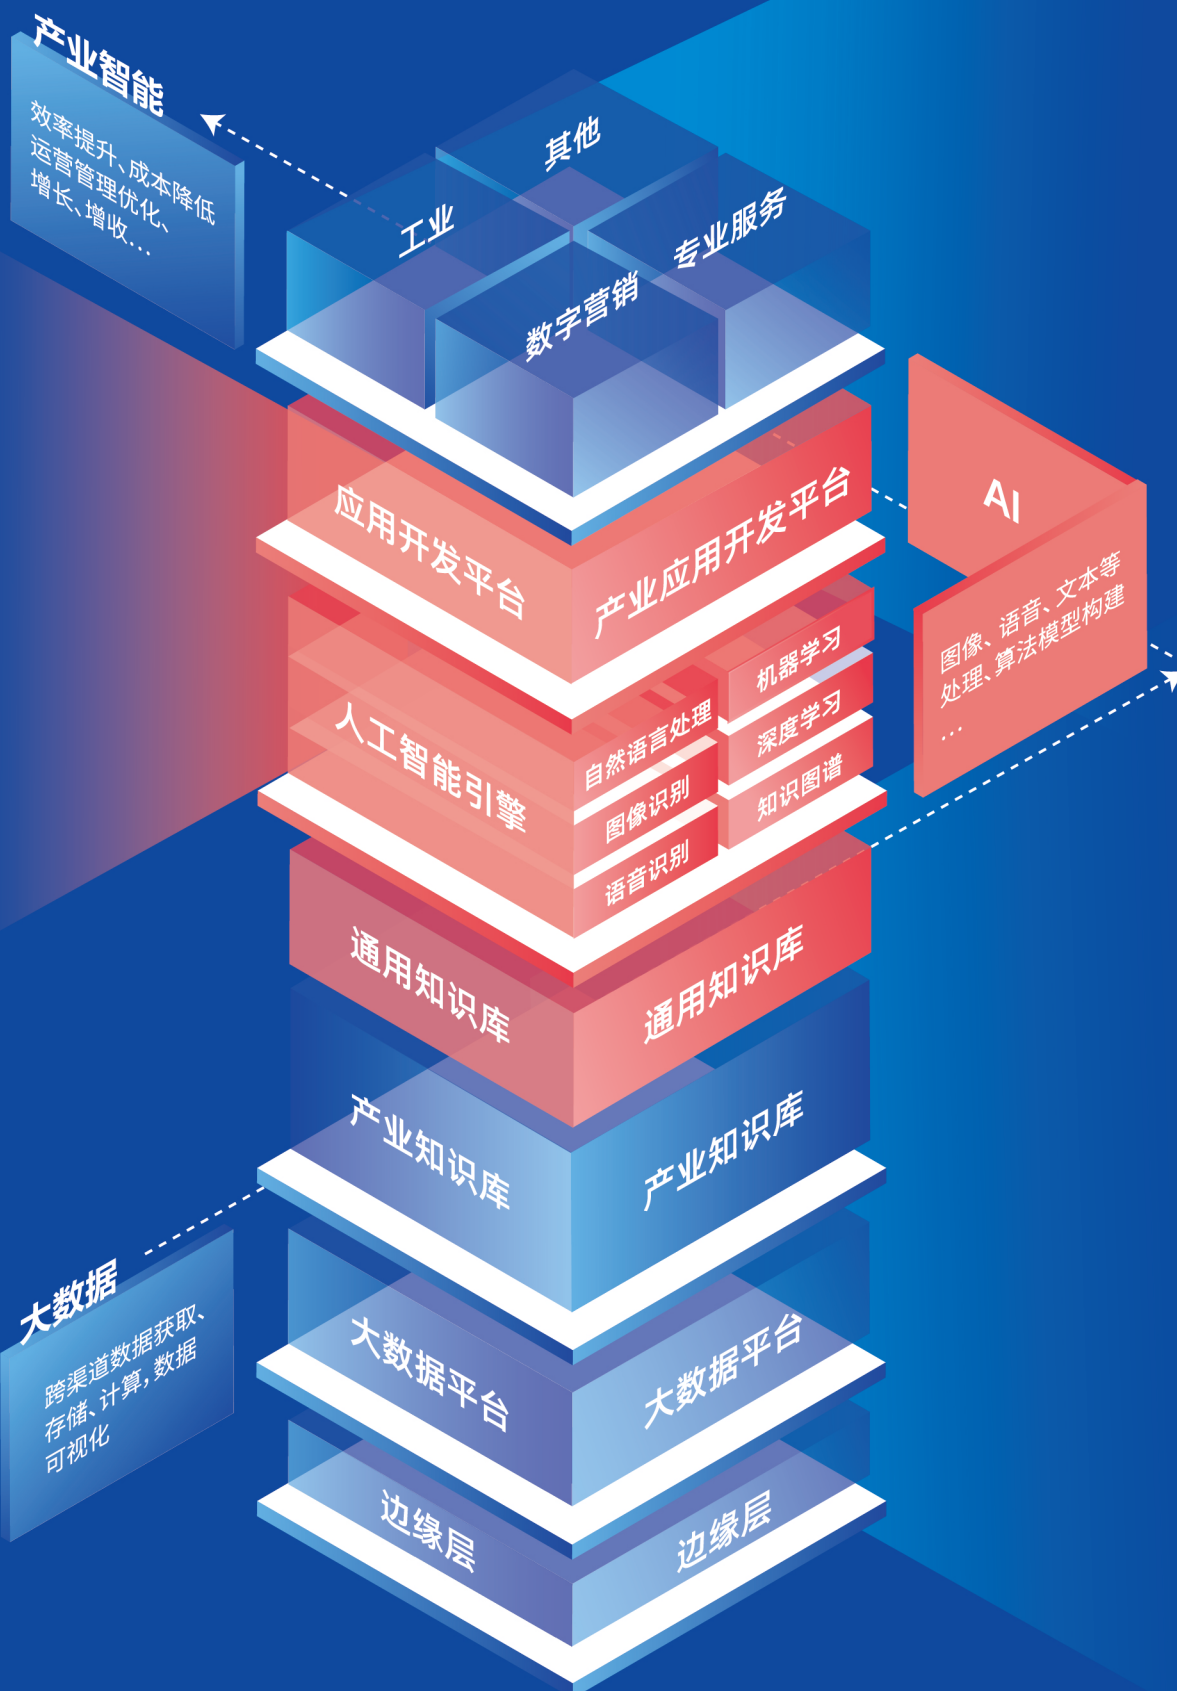 产业智能
效率提升、成本降低
运营管理优化、
增长、增收...
其他
工业
专业服务
数字营销
应用开发平台
产业应用开发平台
AI
图像、语音、文本等
处理、算法模型构建
...
人工智能引擎
机器学习
自然语言处理
深度学习
图像识别
知识图谱
语音识别
通用知识库
通用知识库
产业知识库
产业知识库
大数据
跨渠道数据获取、
存储、计算,数据
可视化
大数据平台
大数据平台
边缘层
边缘层